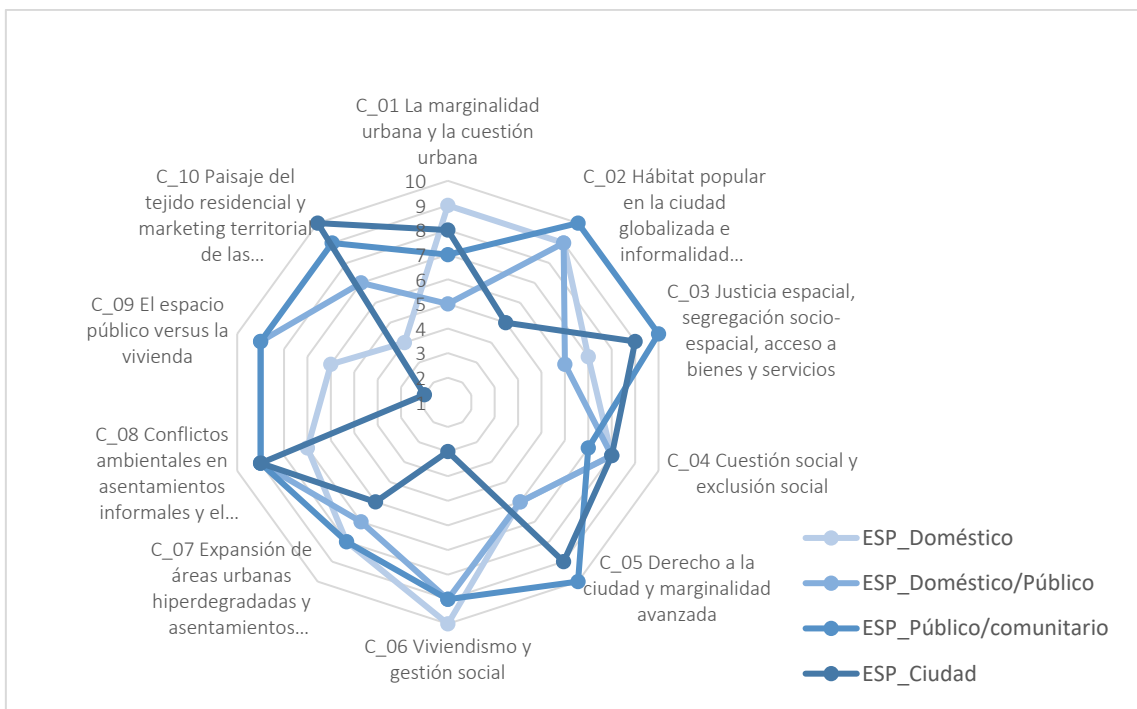 C_01 La marginalidad
urbana y la cuestión
urbana
C_02 Hábitat popular
en la ciudad
globalizada e
informalidad...
C_03 Justicia espacial,
segregación socio-
espacial, acceso a
bienes y servicios
C_04 Cuestión social y
exclusión social
C_05 Derecho a la
ciudad y marginalidad
avanzada
C_06 Viviendismo y
gestión social
C_07 Expansión de
áreas urbanas
hiperdegradadas y
asentamientos...
C_08 Conflictos
ambientales en
asentamientos
informales y el...
C_09 El espacio
público versus la
vivienda
C_10 Paisaje del
tejido residencial y
marketing territorial
de las...
10
9
8
7
6
5
4
3
2
1
ESP_Doméstico
ESP_Doméstico/Público
ESP_Público/comunitario
ESP_Ciudad